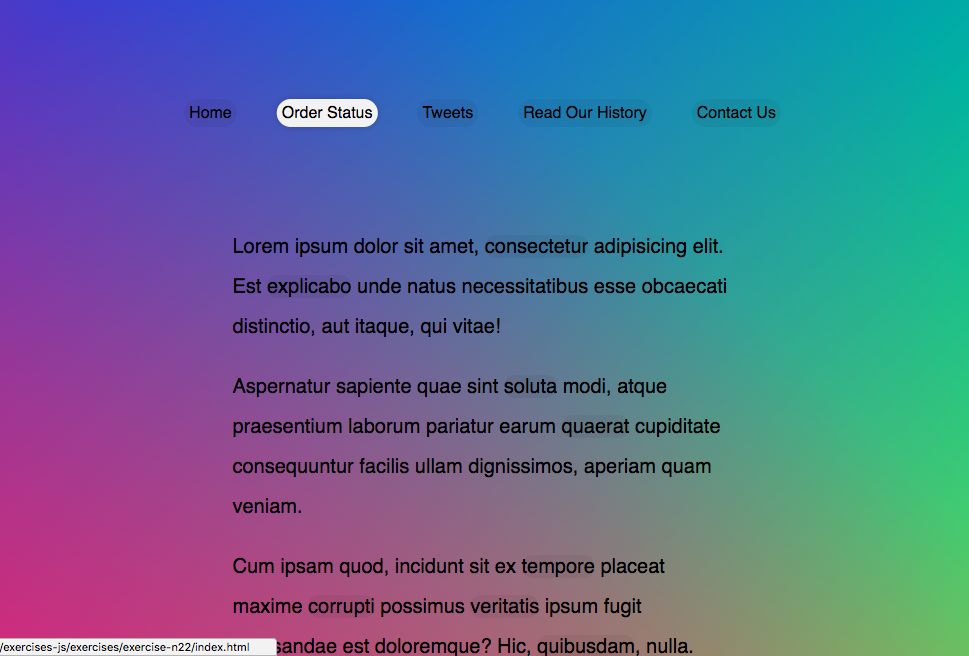 Home Order Status Tweets Read Our History Contact Us
Lorem ipsum dolor sit amet, consectetur adipisicing elit.
Est explicabo unde natus necessitatibus esse obcaecati
distinctio, aut itaque, qui vitae!
Aspernatur sapiente quae sint soluta modi, atque
praesentium laborum pariatur earum quaerat cupiditate
consequuntur facilis ullam dignissimos, aperiam quam
veniam.
Cum ipsam quod, incidunt sit ex tempore placeat
maxime corrupti possimus veritatis ipsum fugit
sandae est doloremque? Hic, quibusdam, nulla.
/exercises-js/exercises/exercise-n22/index.html